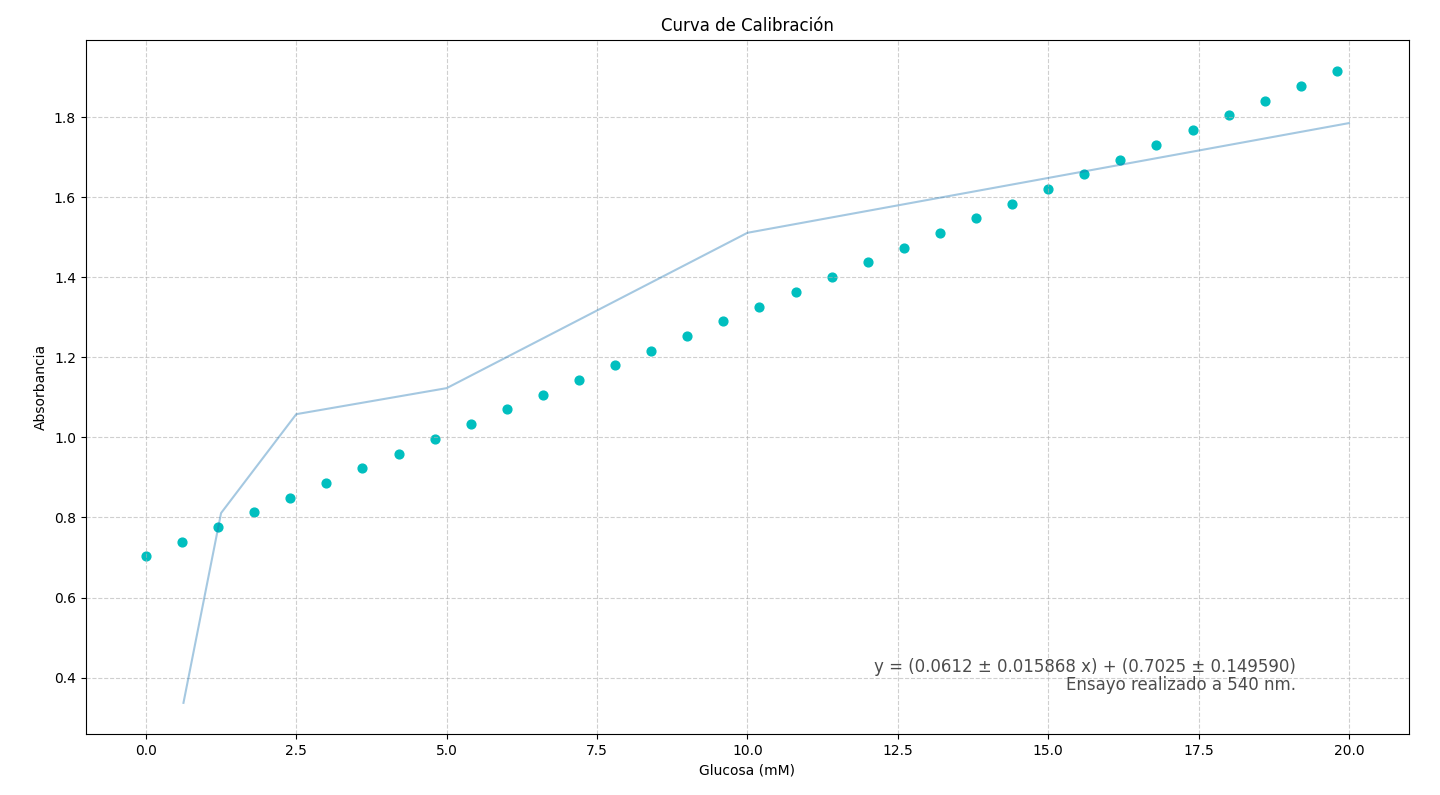 Curva de Calibración
Absorbancia
1.8
1.6
1.4
1.2
1.0
0.8
0.6
0.4
y = (0.0612 ± 0.015868 x) + (0.7025 ± 0.149590)
Ensayo realizado a 540 nm.
0.0 2.5 5.0 7.5 10.0 12.5 15.0 17.5 20.0
Glucosa (mM)